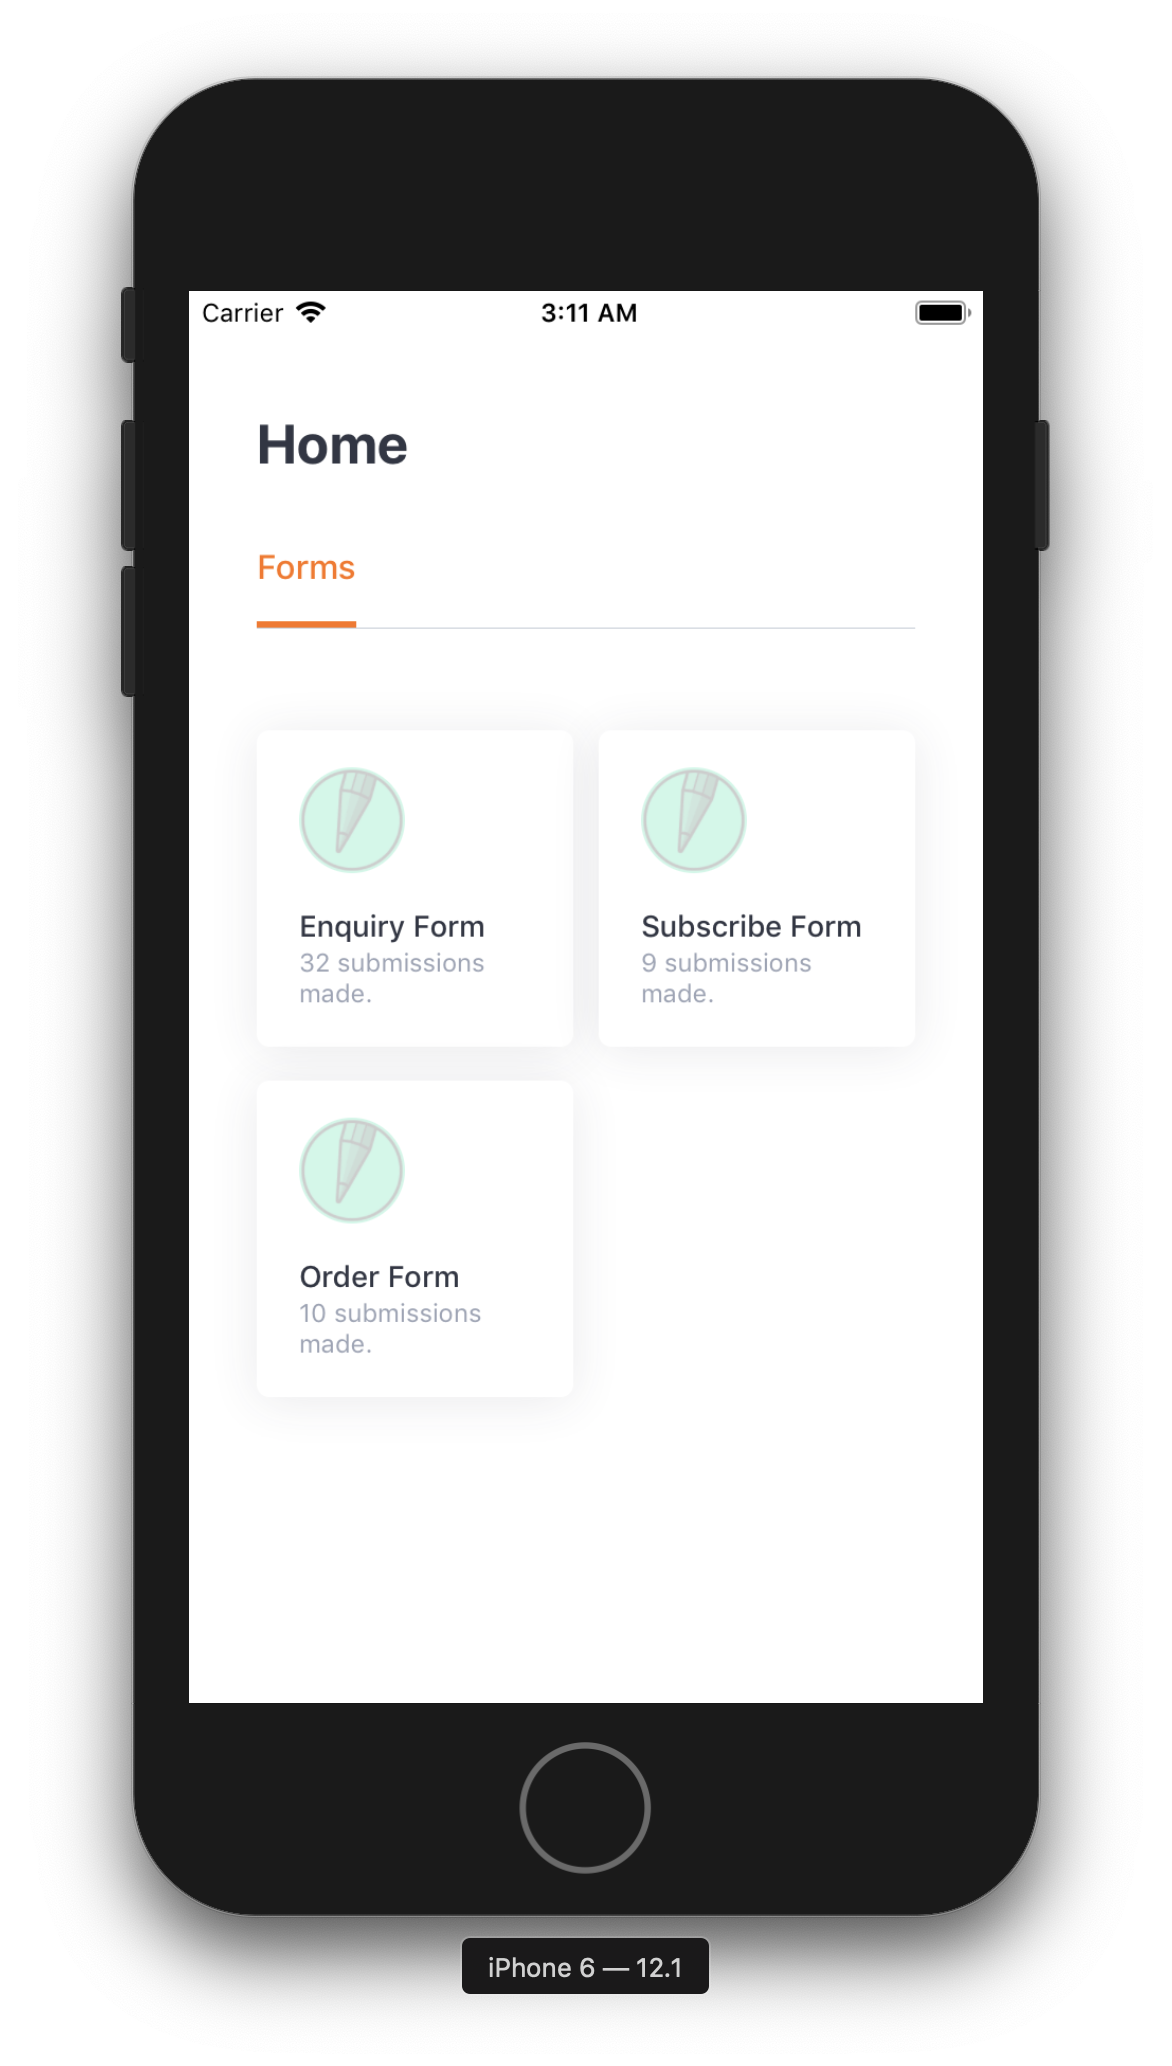 Carrier 3:11 AM
Home
Forms
Enquiry Form
32 submissions
made.
Subscribe Form
9 submissions
made.
Order Form
10 submissions
made.
iPhone 6 — 12.1